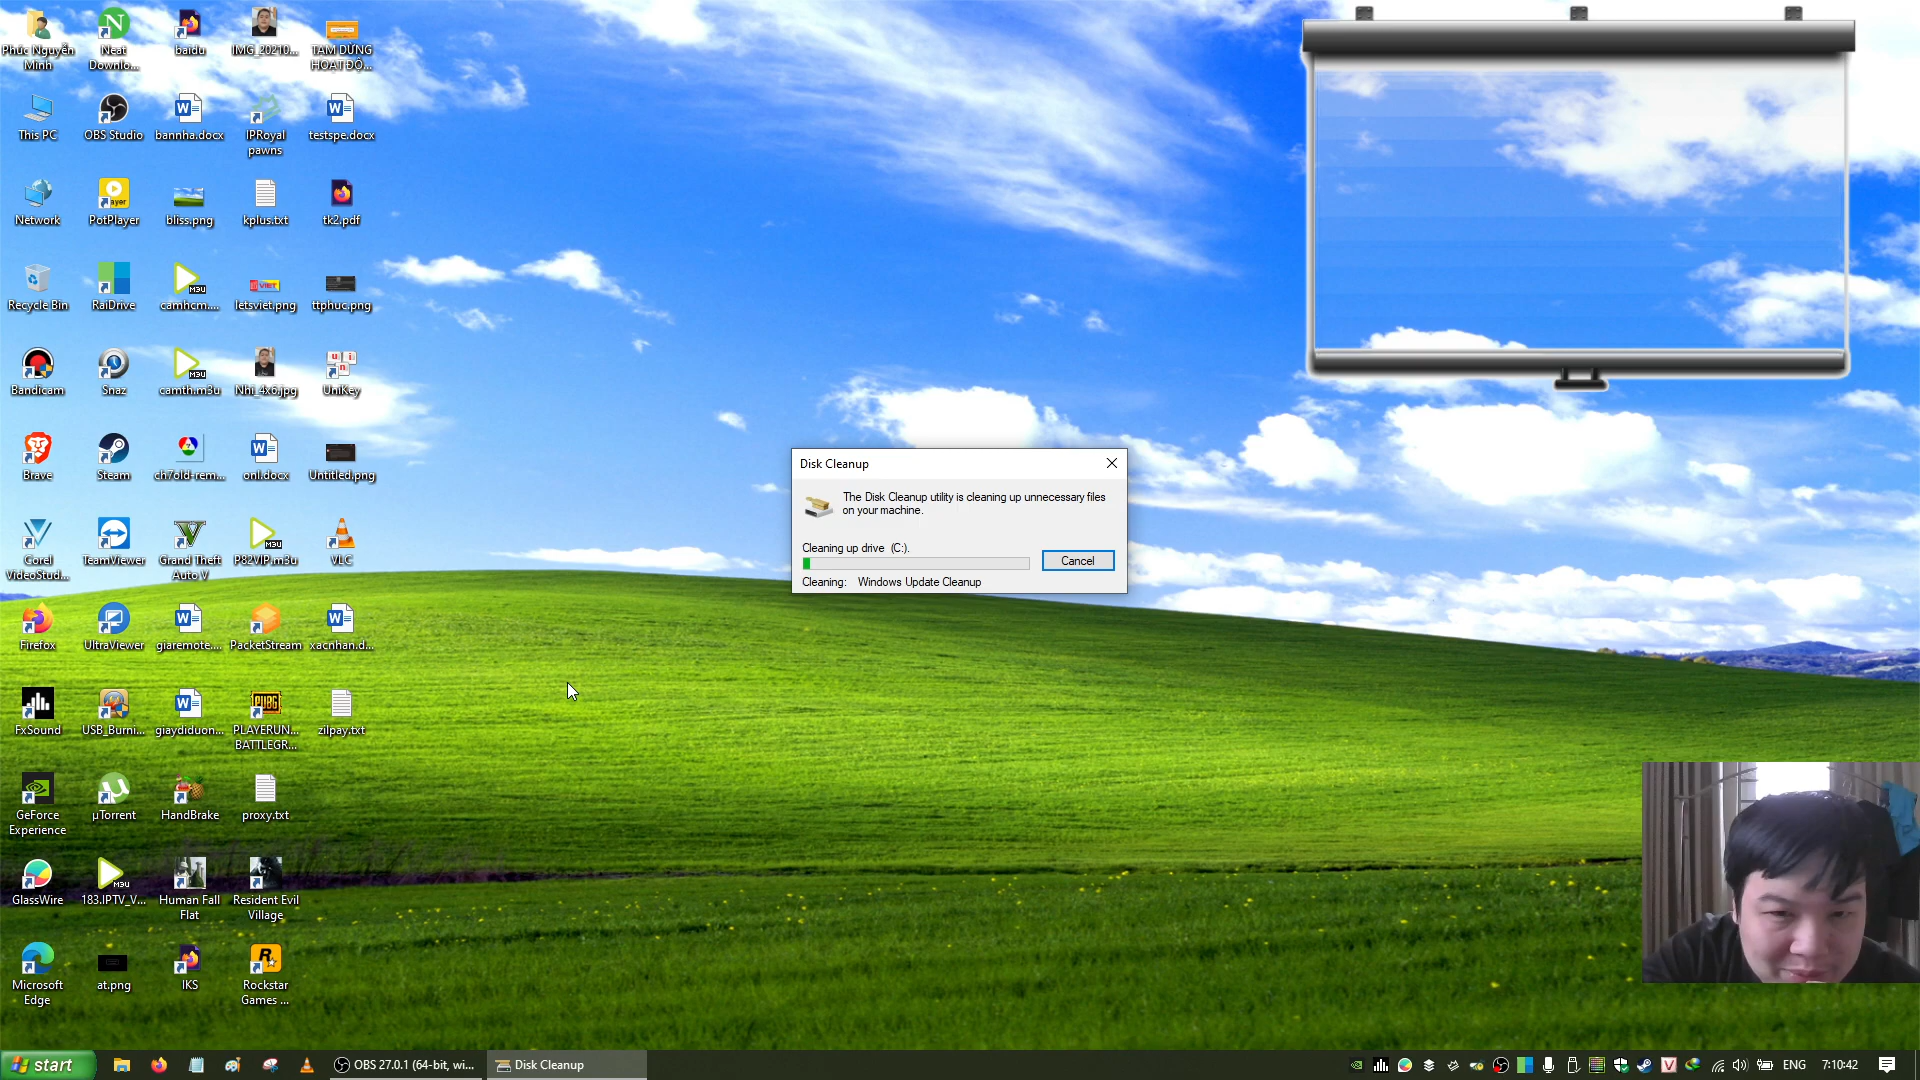 Phuc Nguyễn
Minh
Neat
Downlo...
baidu
IMG_20210...
TẠM DỪNG
HOẠT ĐỘ...
This PC
OBS Studio
bannha.docx
IPRoyal
pawns
testspe.docx
Network
PotPlayer
bliss.png
kplus.txt
tk2.pdf
Recycle Bin
RaiDrive
camhcm....
letsviet.png
ttphuc.png
Bandicam
Snaz
camth.m3u
Nhi_4x6.jpg
UniKey
Brave
Steam
ch7old-rem...
onl.docx
Untitled.png
Corel
VideoStud...
TeamViewer
Grand Theft
Auto V
P82VIP.m3u
VLC
Firefox
UltraViewer
giaremote....
PacketStream
xacnhan.d...
FxSound
USB_Burni...
giaydiduon...
PLAYERUN...
BATTLEGR...
zilpay.txt
GeForce
Experience
µTorrent
HandBrake
proxy.txt
GlassWire
183.IPTV_V...
Human Fall
Flat
Resident Evil
Village
Microsoft
Edge
at.png
IKS
Rockstar
Games ...
Disk Cleanup
The Disk Cleanup utility is cleaning up unnecessary files
on your machine.
Cleaning up drive (C:).
Cancel
Cleaning: Windows Update Cleanup
start
OBS 27.0.1 (64-bit, wi...
Disk Cleanup
ENG
7:10:42